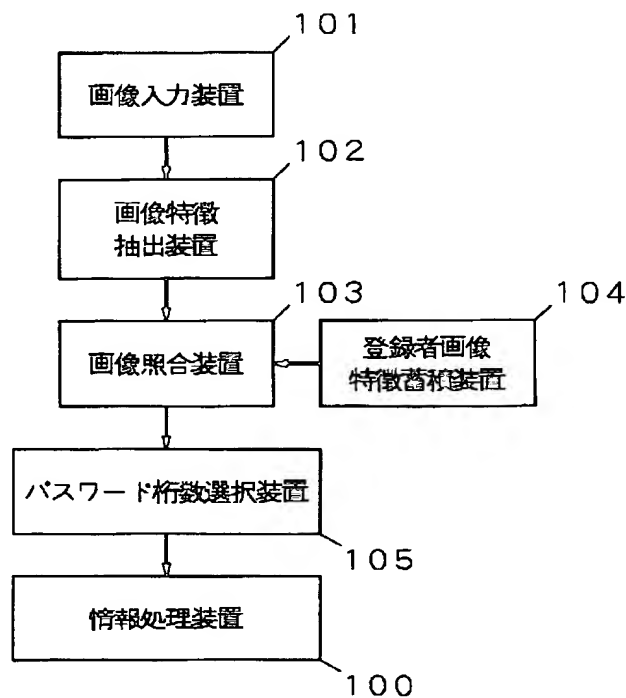 101
画像入力装置
102
画像特徴
抽出装置
103
画像照合装置
104
登録者画像
特徴蓄積装置
パスワード桁数選択装置
105
情報処理装置
100